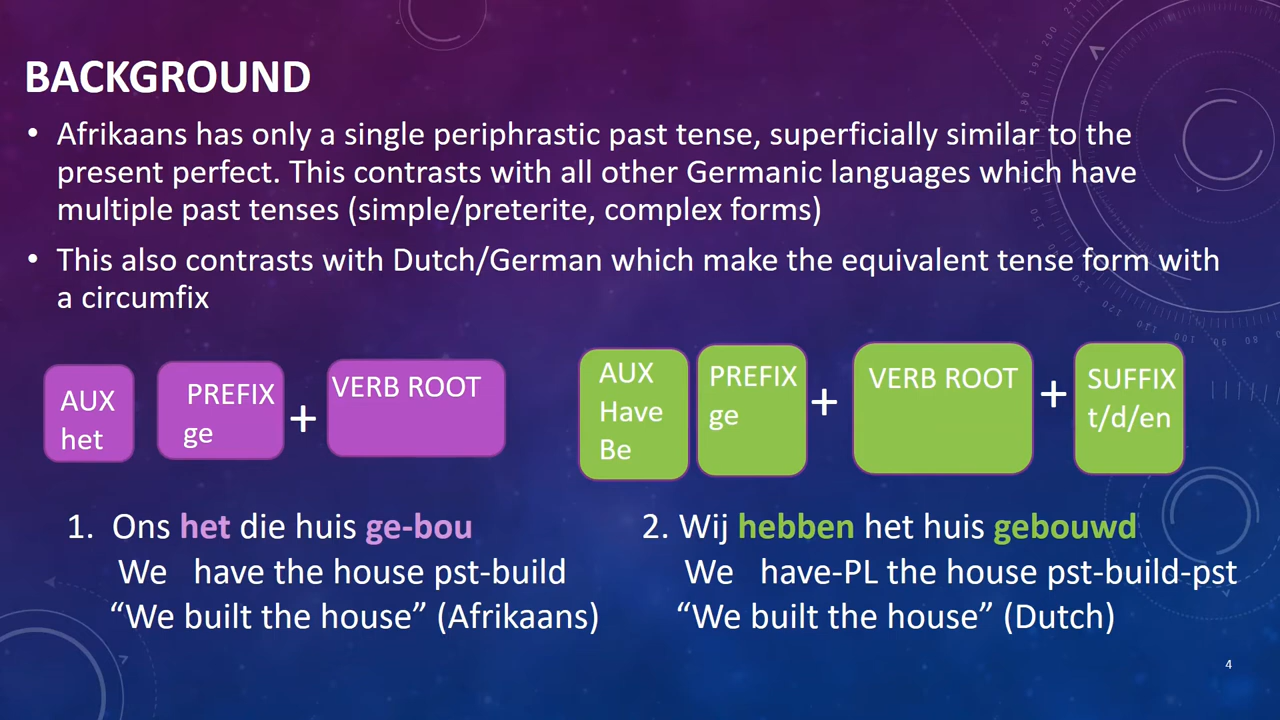 BACKGROUND
• Afrikaans has only a single periphrastic past tense, superficially similar to the
present perfect. This contrasts with all other Germanic languages which have
multiple past tenses (simple/preterite, complex forms)
• This also contrasts with Dutch/German which make the equivalent tense form with
a circumfix
AUX
het
PREFIX
ge
+
VERB ROOT
AUX
Have
Be
PREFIX
ge
+
VERB ROOT
+
SUFFIX
t/d/en
1. Ons het die huis ge-bou
We have the house pst-build
“We built the house” (Afrikaans)
2. Wij hebben het huis gebouwd
We have-PL the house pst-build-pst
“We built the house” (Dutch)
4